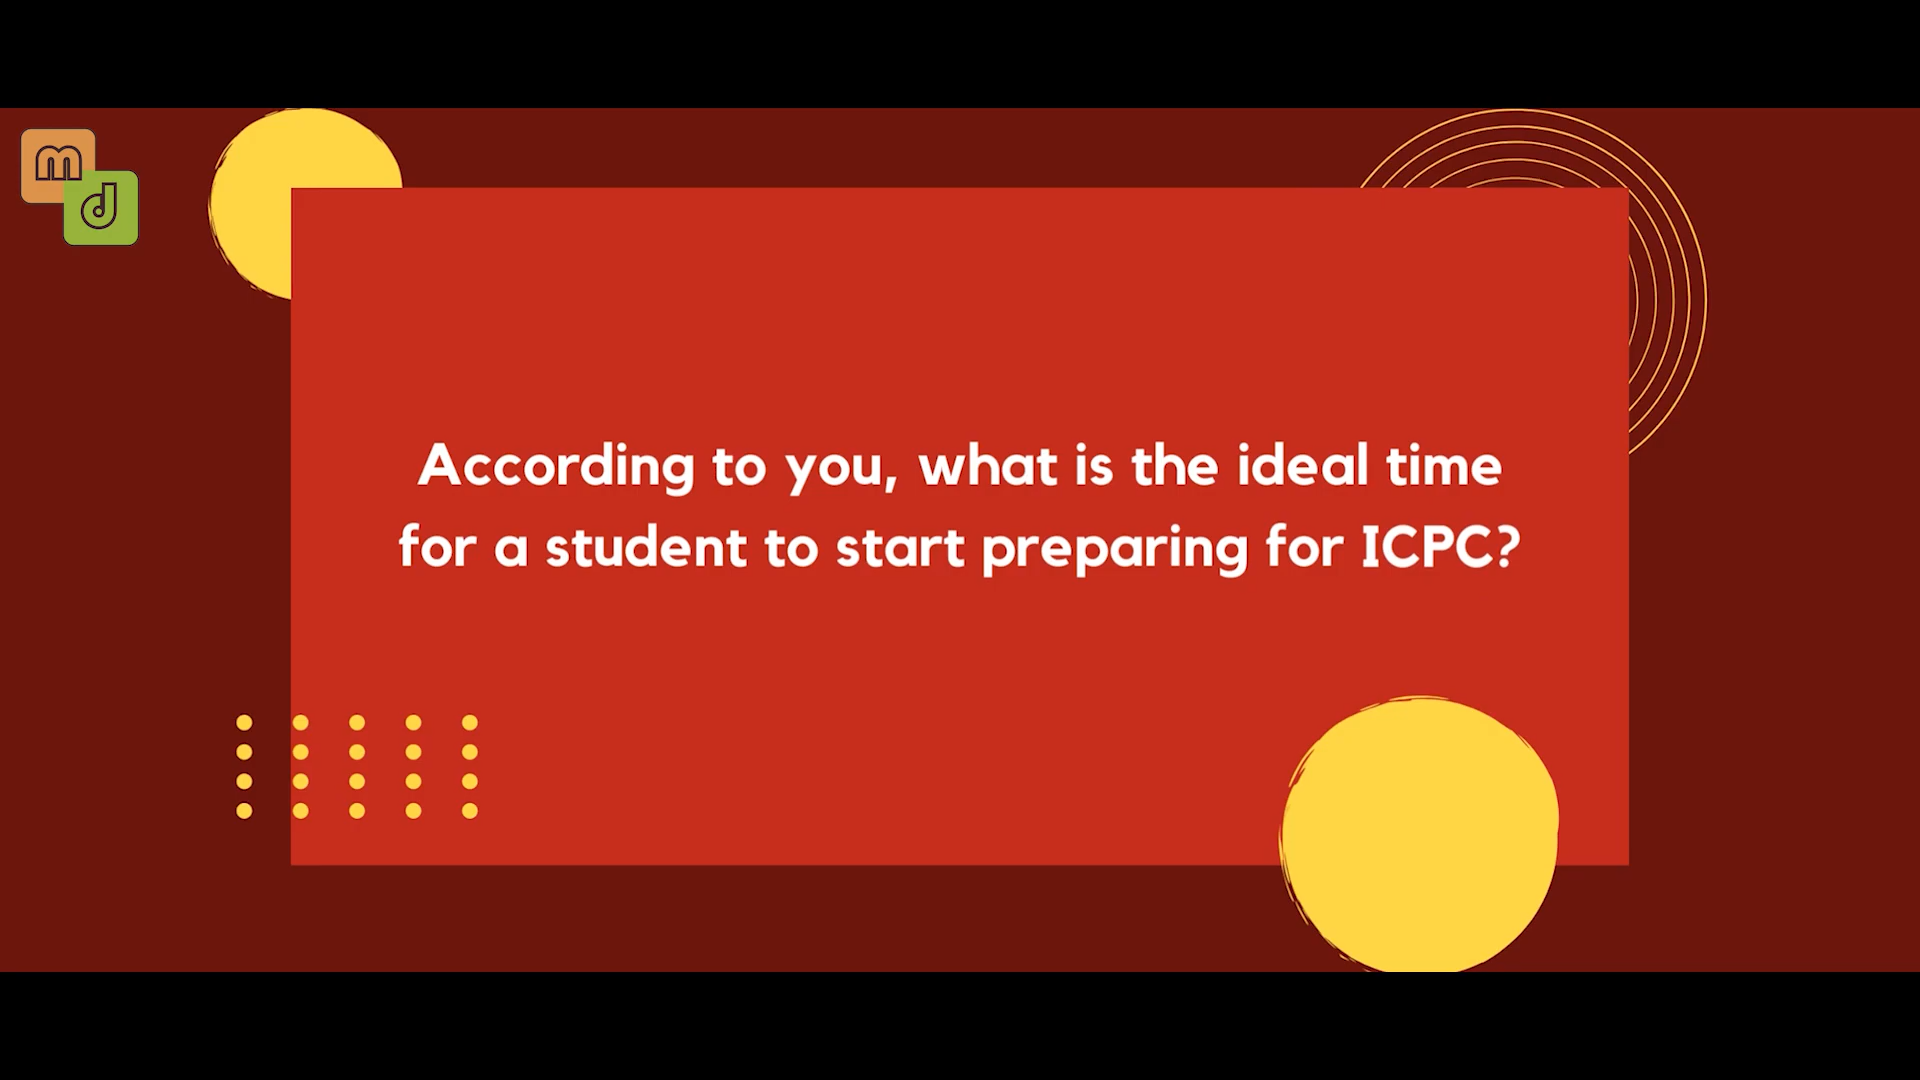 m
d
According to you, what is the ideal time
for a student to start preparing for ICPC?